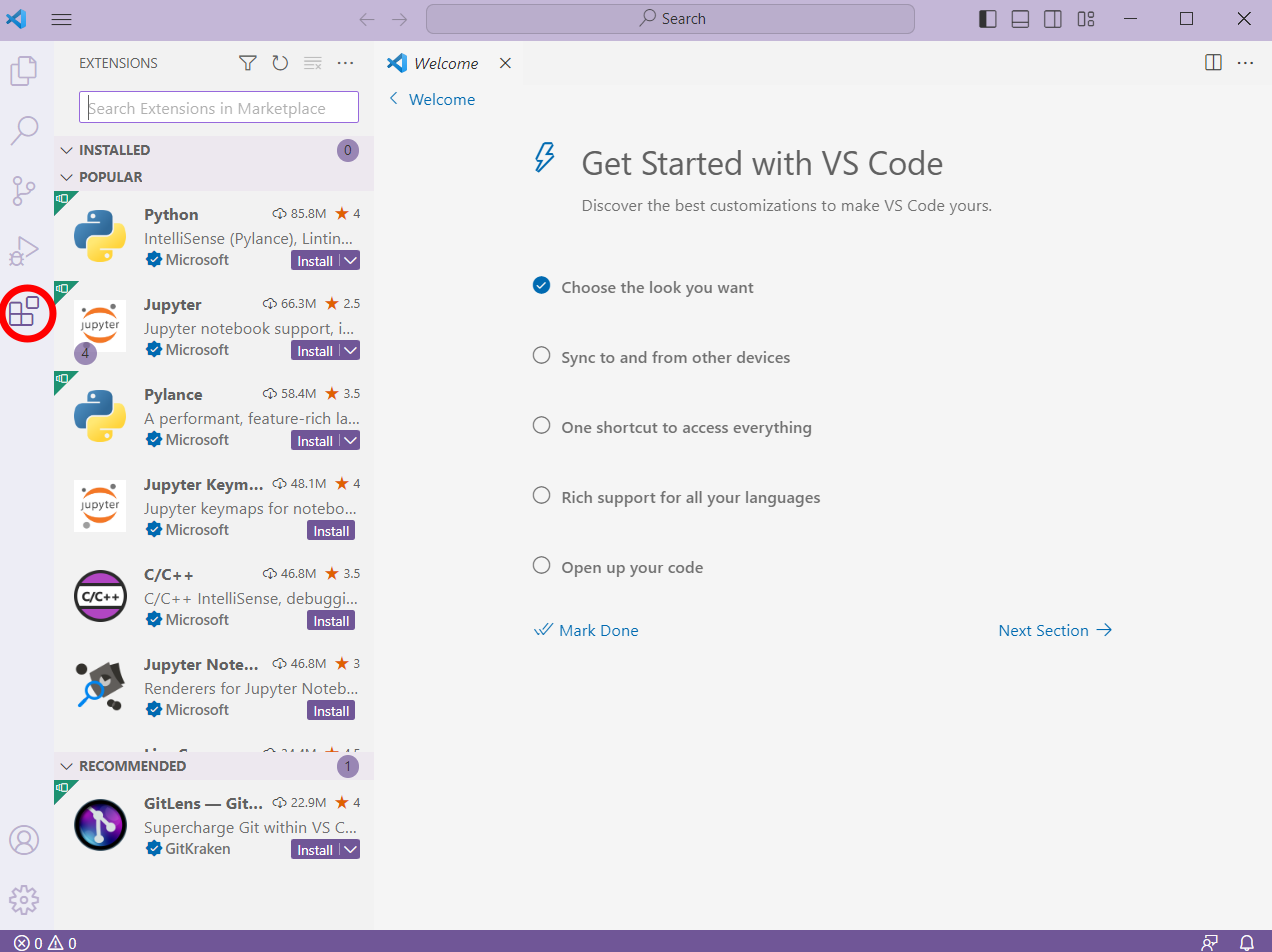 Search
EXTENSIONS
Search Extensions in Marketplace
INSTALLED 0
POPULAR
Python 85.8M 4
IntelliSense (Pylance), Lintin...
Microsoft Install
Jupyter 66.3M 2.5
jupyter
Jupyter notebook support, i...
4 Microsoft Install
Pylance 58.4M 3.5
A performant, feature-rich la...
Microsoft Install
Jupyter Keym... 48.1M 4
jupyter
Jupyter keymaps for notebo...
Microsoft Install
C/C++ 46.8M 3.5
C/C++
C/C++ IntelliSense, debuggi...
Microsoft Install
Jupyter Note... 46.8M 3
Renderers for Jupyter Noteb...
Microsoft Install
RECOMMENDED 1
GitLens — Git... 22.9M 4
Supercharge Git within VS C...
GitKraken Install
Welcome
Welcome
Get Started with VS Code
Discover the best customizations to make VS Code yours.
Choose the look you want
Sync to and from other devices
One shortcut to access everything
Rich support for all your languages
Open up your code
Mark Done
Next Section
0 0